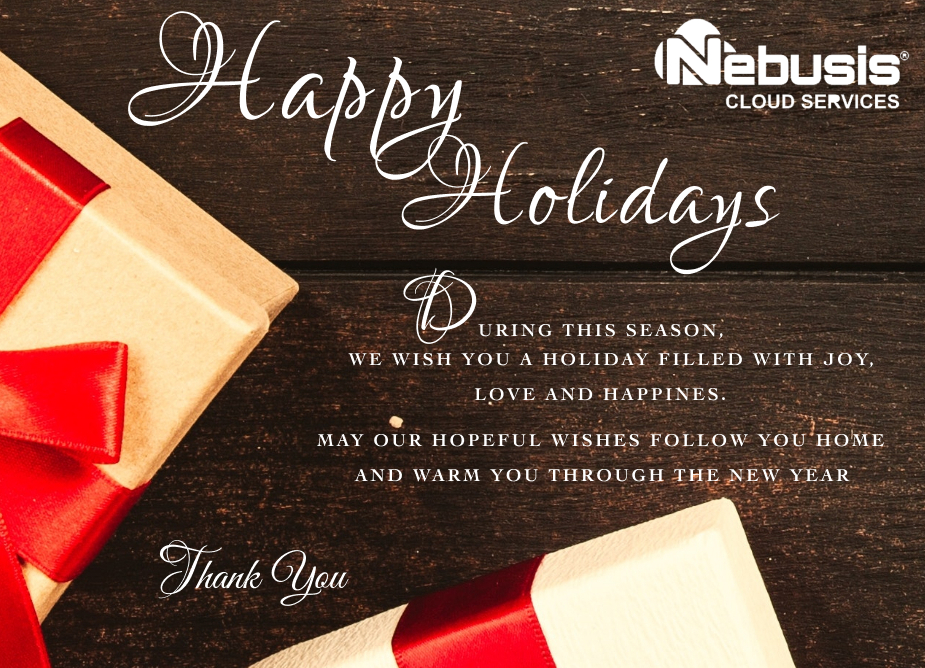 Happy
Holidays
Nebusis®
CLOUD SERVICES
DURING THIS SEASON,
WE WISH YOU A HOLIDAY FILLED WITH JOY,
LOVE AND HAPPINES.
MAY OUR HOPEFUL WISHES FOLLOW YOU HOME
AND WARM YOU THROUGH THE NEW YEAR
Thank You